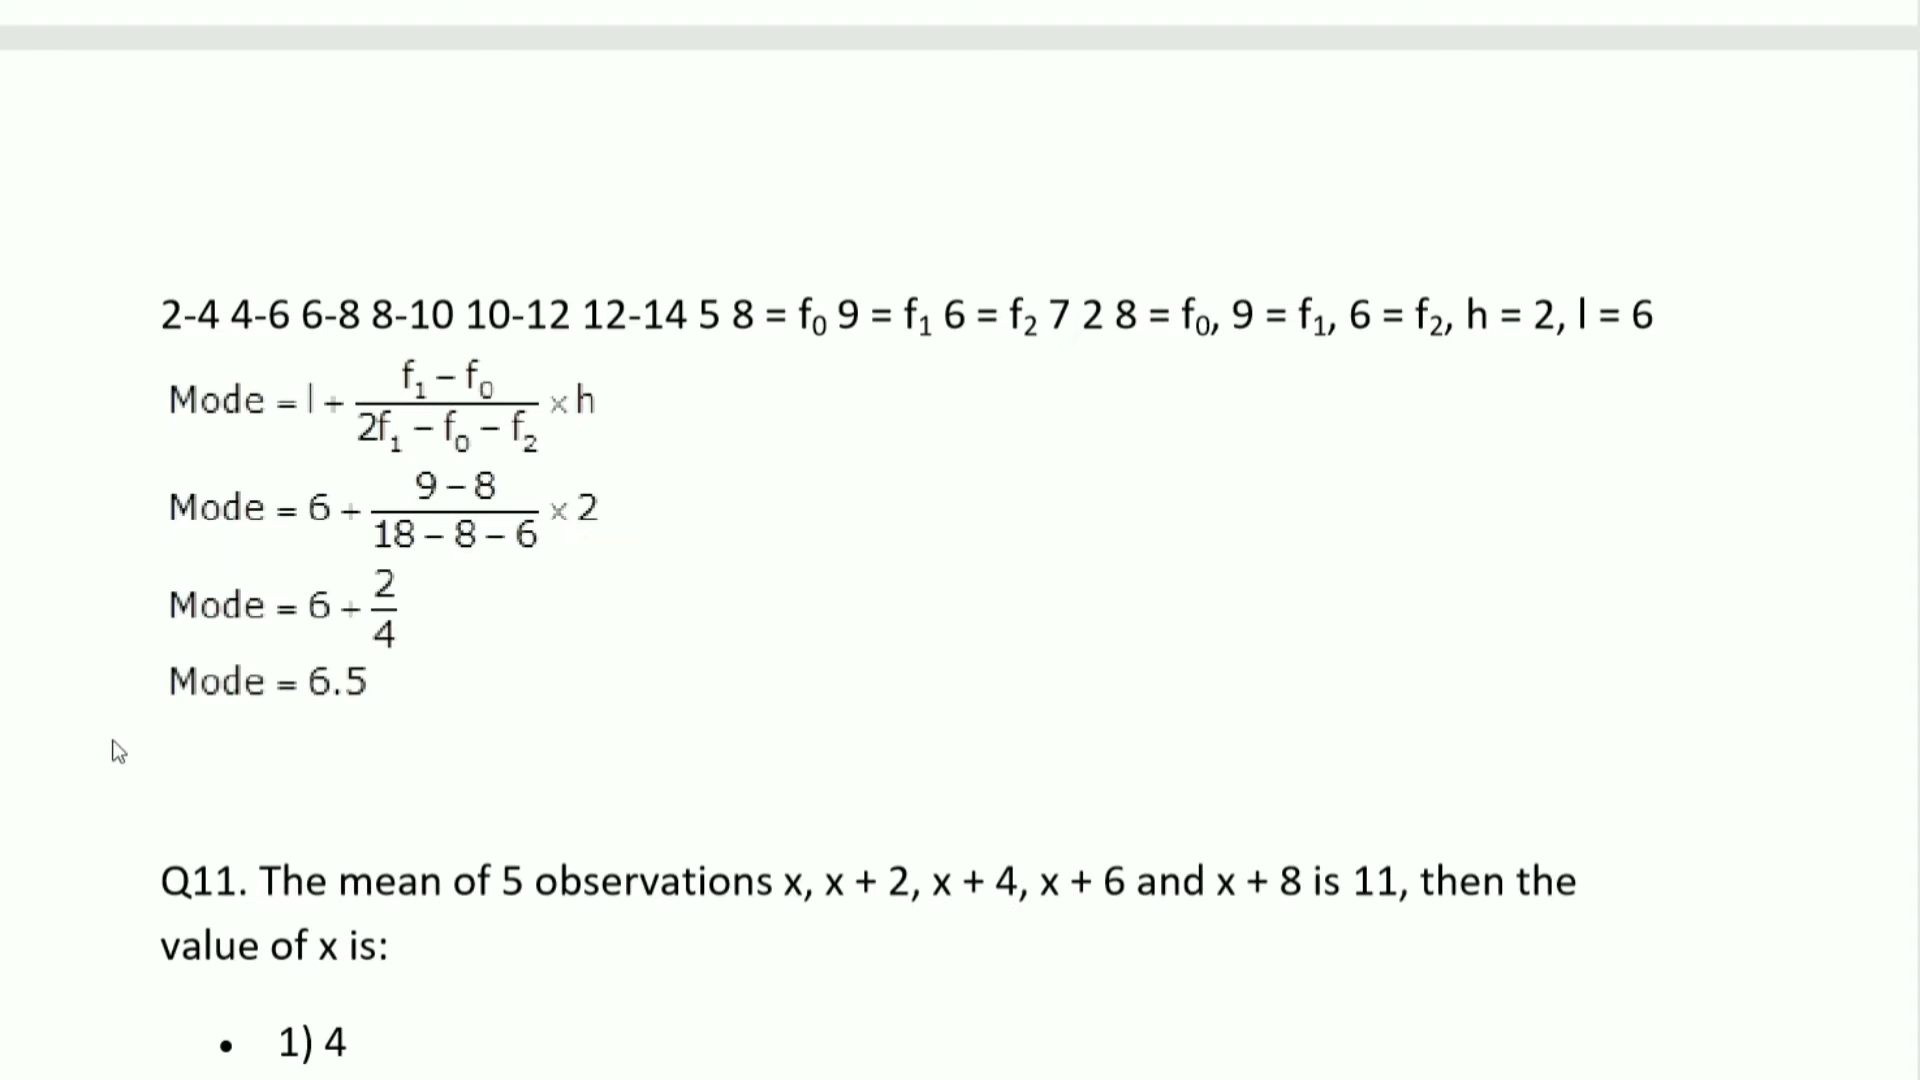 2-4 4-6 6-8 8-10 10-12 12-14 5 8 = f₀ 9 = f₁ 6 = f₂ 7 2 8 = f₀, 9 = f₁, 6 = f₂, h = 2, l = 6
Mode = l + (f₁ − f₀)/(2f₁ − f₀ − f₂) × h
Mode = 6 + (9 − 8)/(18 − 8 − 6) × 2
Mode = 6 + 2/4
Mode = 6.5
Q11. The mean of 5 observations x, x + 2, x + 4, x + 6 and x + 8 is 11, then the
value of x is:
• 1) 4